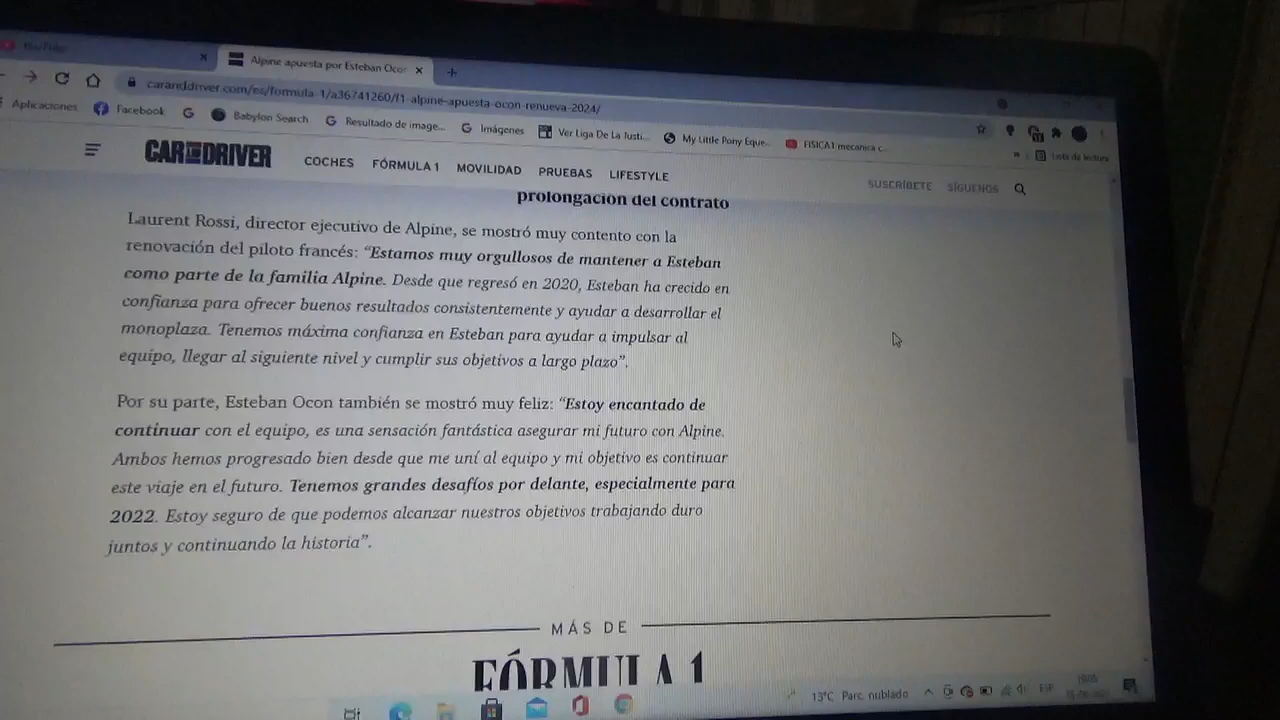 YouTube
Alpine apuesta por Esteban Ocon
caranddriver.com/es/formula-1/a36741260/f1-alpine-apuesta-ocon-renueva-2024/
Aplicaciones Facebook Babylon Search Resultado de image... Imágenes Ver Liga De La Justi... My Little Pony Eque... FISICA1 mecanica c... » Lista de lectura
CAR AND DRIVER COCHES FÓRMULA 1 MOVILIDAD PRUEBAS LIFESTYLE SUSCRÍBETE SÍGUENOS
prolongación del contrato
Laurent Rossi, director ejecutivo de Alpine, se mostró muy contento con la
renovación del piloto francés: “Estamos muy orgullosos de mantener a Esteban
como parte de la familia Alpine. Desde que regresó en 2020, Esteban ha crecido en
confianza para ofrecer buenos resultados consistentemente y ayudar a desarrollar el
monoplaza. Tenemos máxima confianza en Esteban para ayudar a impulsar al
equipo, llegar al siguiente nivel y cumplir sus objetivos a largo plazo”.
Por su parte, Esteban Ocon también se mostró muy feliz: “Estoy encantado de
continuar con el equipo, es una sensación fantástica asegurar mi futuro con Alpine.
Ambos hemos progresado bien desde que me uní al equipo y mi objetivo es continuar
este viaje en el futuro. Tenemos grandes desafíos por delante, especialmente para
2022. Estoy seguro de que podemos alcanzar nuestros objetivos trabajando duro
juntos y continuando la historia”.
MÁS DE
FÓRMULA 1
13°C Parc. nublado ESP